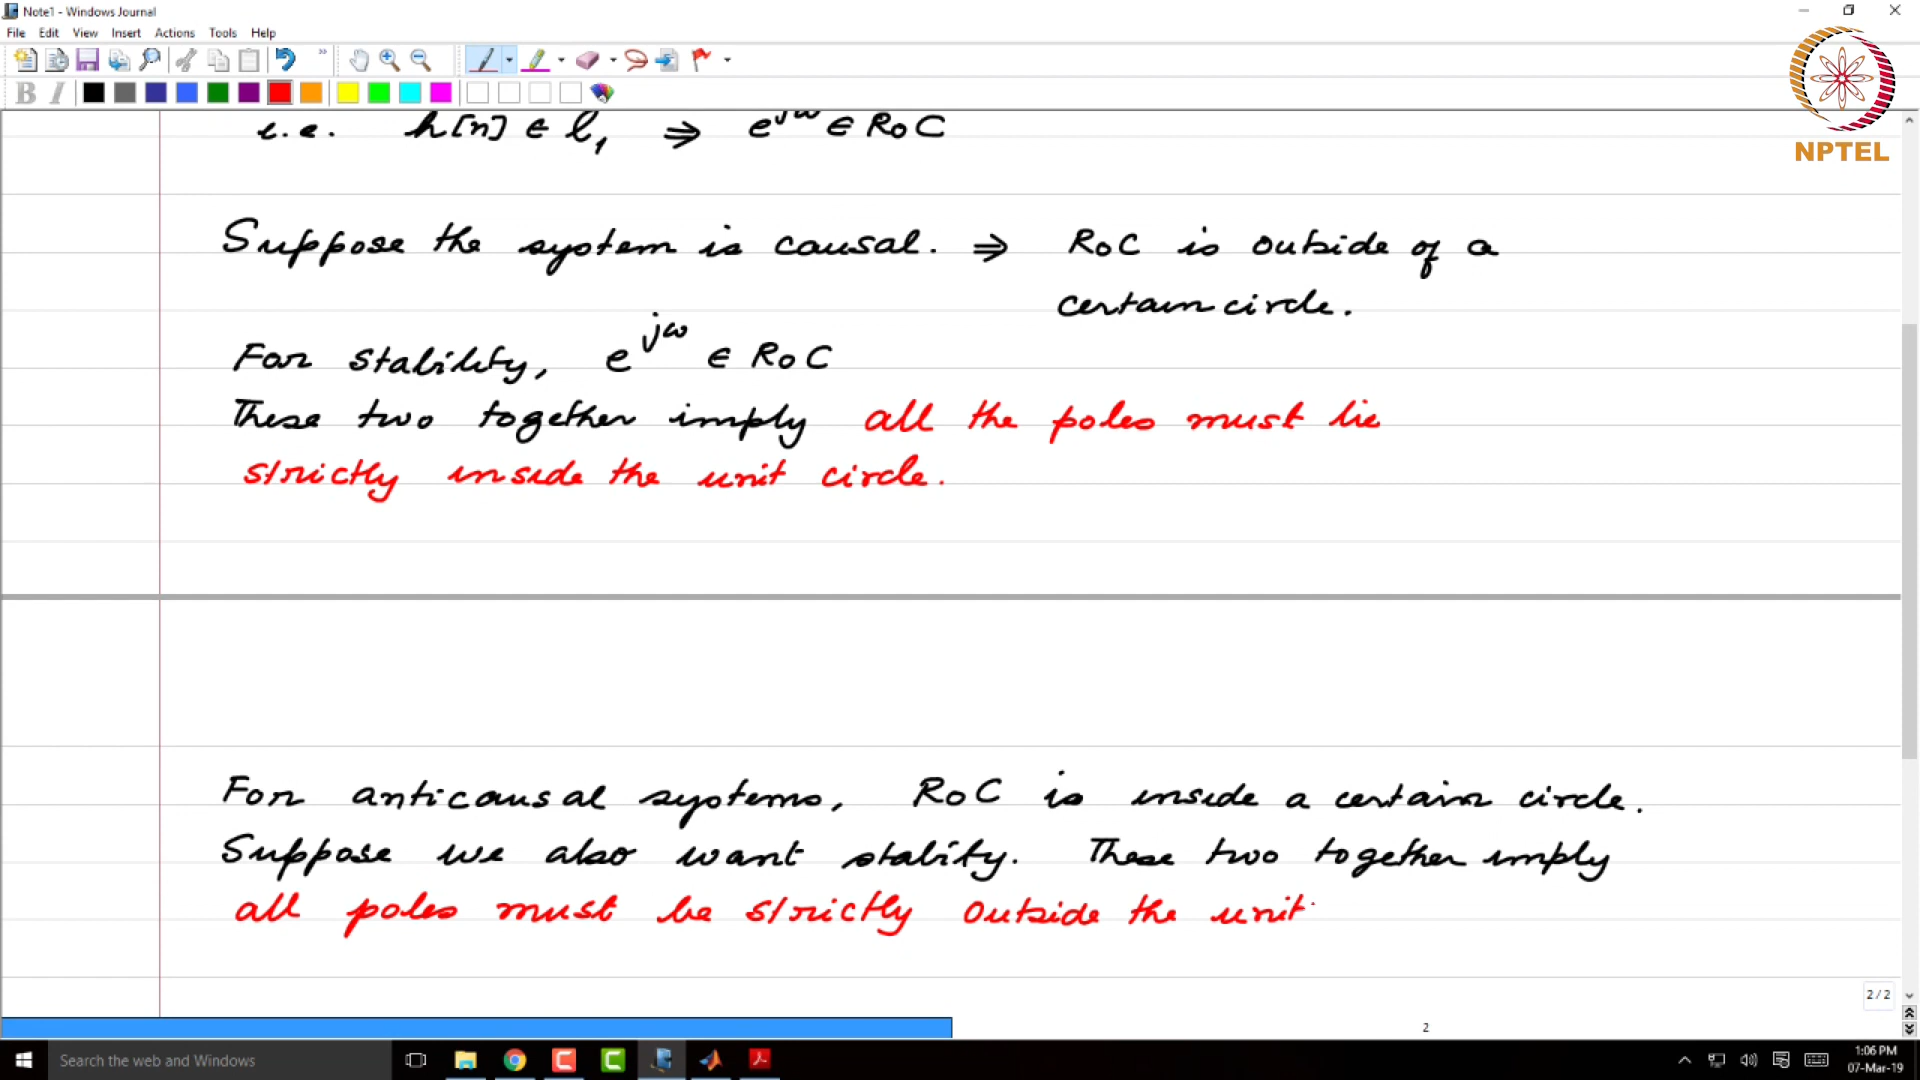 Note1 - Windows Journal
File Edit View Insert Actions Tools Help
NPTEL
i.e. h[n] ∈ l₁ ⇒ e^{jω} ∈ RoC
Suppose the system is causal. ⇒ RoC is outside of a
certain circle.
For stability, e^{jω} ∈ RoC
These two together imply all the poles must lie
strictly inside the unit circle.
For anticausal systems, RoC is inside a certain circle.
Suppose we also want stality. These two together imply
all poles must be strictly outside the unit
2 / 2
2
Search the web and Windows
1:06 PM
07-Mar-19